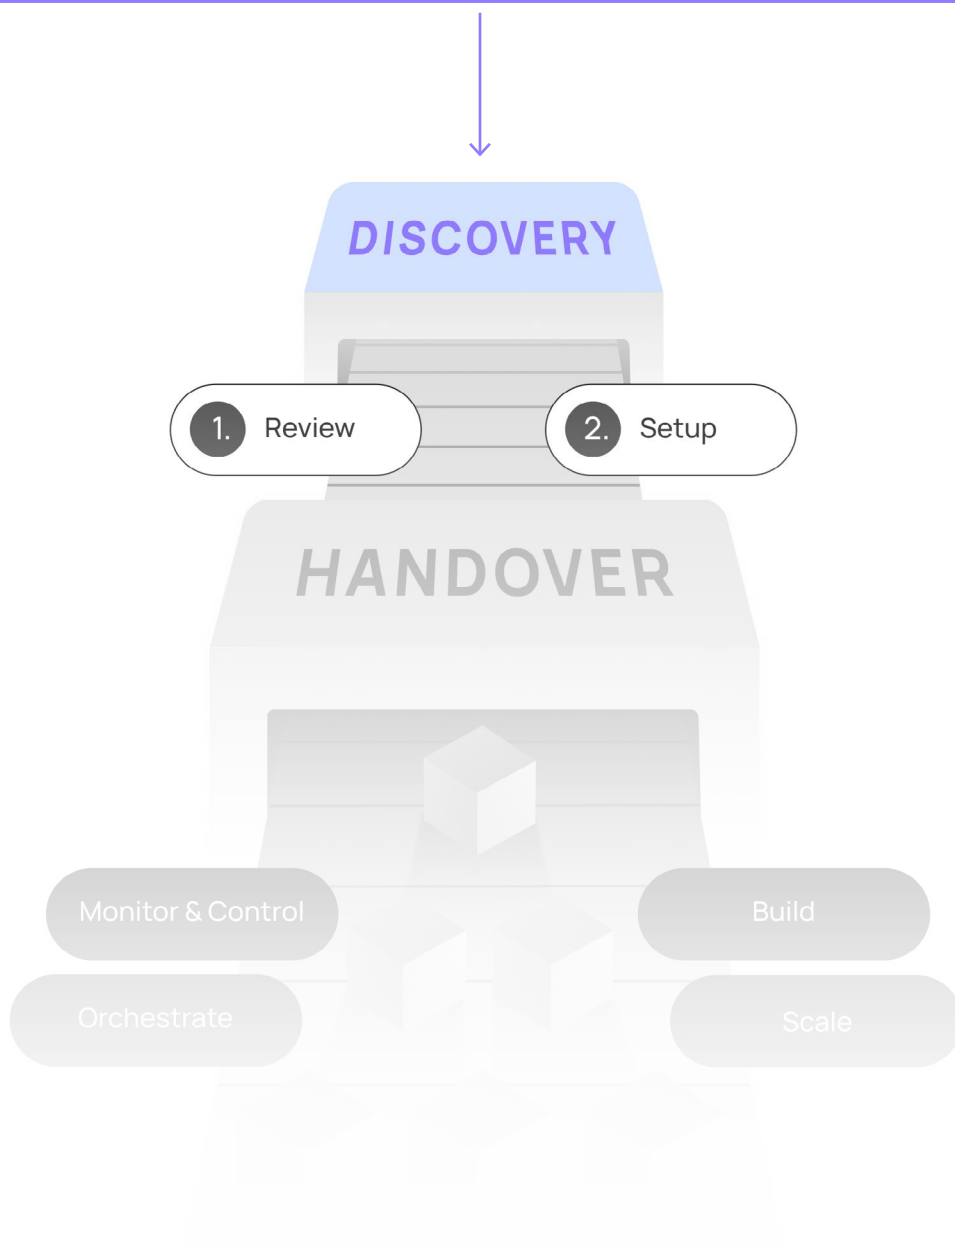 DISCOVERY
1. Review
2. Setup
HANDOVER
Monitor & Control
Build
Orchestrate
Scale